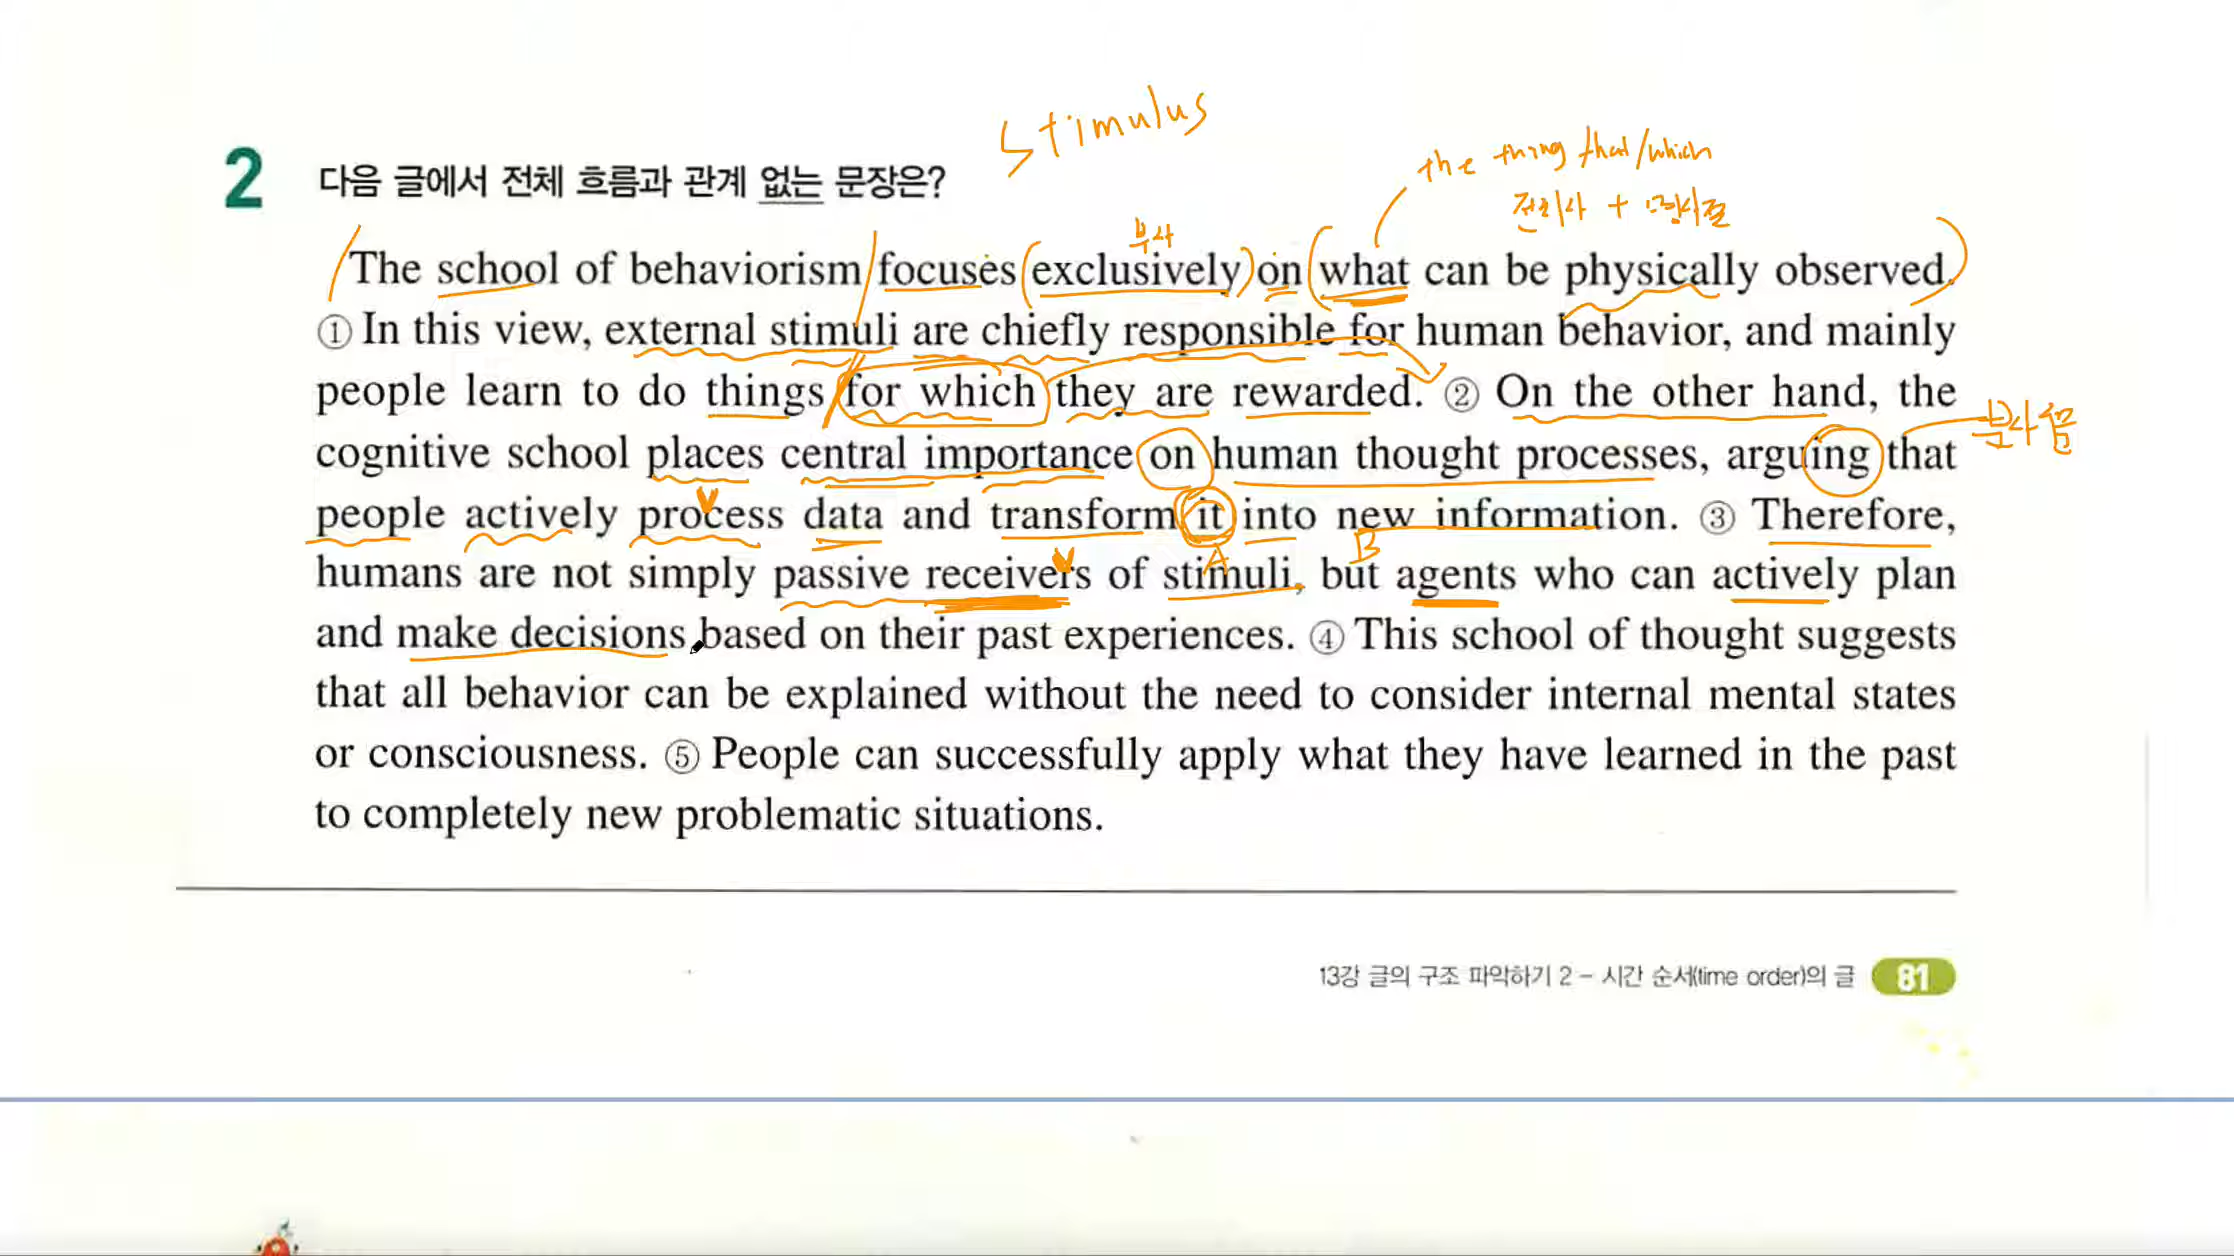 stimulus
the thing that/which
2 다음 글에서 전체 흐름과 관계 없는 문장은?
전치사 + 명사절
부사
The school of behaviorism focuses exclusively on what can be physically observed.
① In this view, external stimuli are chiefly responsible for human behavior, and mainly
people learn to do things for which they are rewarded. ② On the other hand, the
분사
cognitive school places central importance on human thought processes, arguing that
people actively process data and transform it into new information. ③ Therefore,
A B
humans are not simply passive receivers of stimuli, but agents who can actively plan
and make decisions based on their past experiences. ④ This school of thought suggests
that all behavior can be explained without the need to consider internal mental states
or consciousness. ⑤ People can successfully apply what they have learned in the past
to completely new problematic situations.
13강 글의 구조 파악하기 2 – 시간 순서(time order)의 글 81